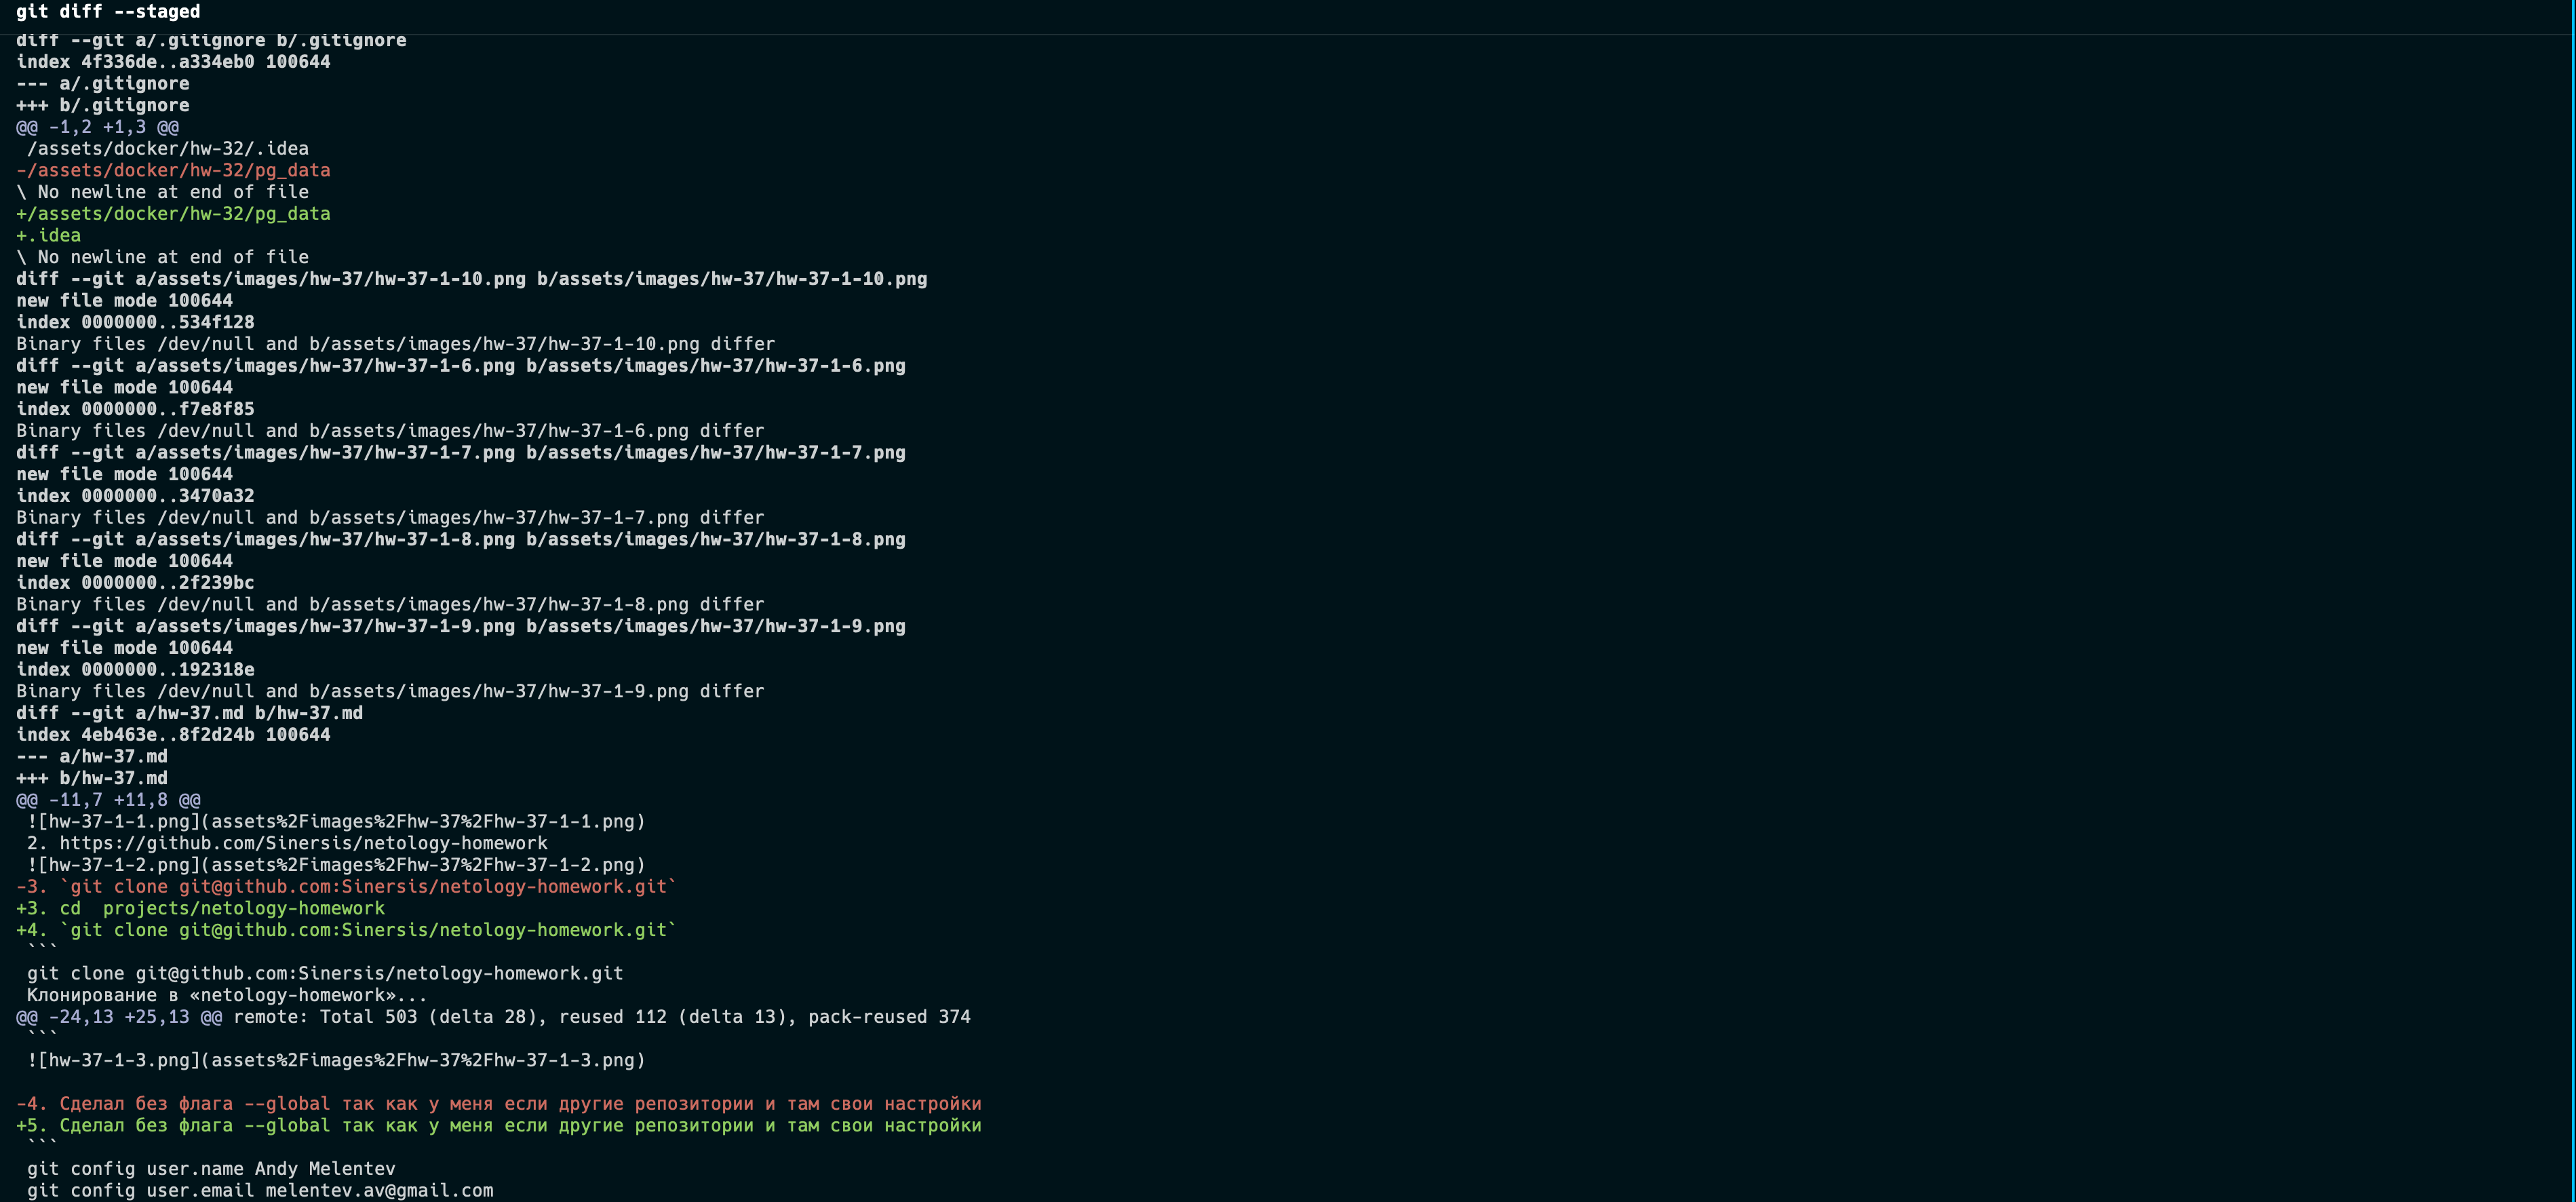 git diff --staged
diff --git a/.gitignore b/.gitignore
index 4f336de..a334eb0 100644
--- a/.gitignore
+++ b/.gitignore
@@ -1,2 +1,3 @@
 /assets/docker/hw-32/.idea
-/assets/docker/hw-32/pg_data
\ No newline at end of file
+/assets/docker/hw-32/pg_data
+.idea
\ No newline at end of file
diff --git a/assets/images/hw-37/hw-37-1-10.png b/assets/images/hw-37/hw-37-1-10.png
new file mode 100644
index 0000000..534f128
Binary files /dev/null and b/assets/images/hw-37/hw-37-1-10.png differ
diff --git a/assets/images/hw-37/hw-37-1-6.png b/assets/images/hw-37/hw-37-1-6.png
new file mode 100644
index 0000000..f7e8f85
Binary files /dev/null and b/assets/images/hw-37/hw-37-1-6.png differ
diff --git a/assets/images/hw-37/hw-37-1-7.png b/assets/images/hw-37/hw-37-1-7.png
new file mode 100644
index 0000000..3470a32
Binary files /dev/null and b/assets/images/hw-37/hw-37-1-7.png differ
diff --git a/assets/images/hw-37/hw-37-1-8.png b/assets/images/hw-37/hw-37-1-8.png
new file mode 100644
index 0000000..2f239bc
Binary files /dev/null and b/assets/images/hw-37/hw-37-1-8.png differ
diff --git a/assets/images/hw-37/hw-37-1-9.png b/assets/images/hw-37/hw-37-1-9.png
new file mode 100644
index 0000000..192318e
Binary files /dev/null and b/assets/images/hw-37/hw-37-1-9.png differ
diff --git a/hw-37.md b/hw-37.md
index 4eb463e..8f2d24b 100644
--- a/hw-37.md
+++ b/hw-37.md
@@ -11,7 +11,8 @@
 ![hw-37-1-1.png](assets%2Fimages%2Fhw-37%2Fhw-37-1-1.png)
 2. https://github.com/Sinersis/netology-homework
 ![hw-37-1-2.png](assets%2Fimages%2Fhw-37%2Fhw-37-1-2.png)
-3. `git clone git@github.com:Sinersis/netology-homework.git`
+3. cd  projects/netology-homework
+4. `git clone git@github.com:Sinersis/netology-homework.git`
 ```
 git clone git@github.com:Sinersis/netology-homework.git
 Клонирование в «netology-homework»...
@@ -24,13 +25,13 @@ remote: Total 503 (delta 28), reused 112 (delta 13), pack-reused 374
 ```
 ![hw-37-1-3.png](assets%2Fimages%2Fhw-37%2Fhw-37-1-3.png)
-4. Сделал без флага --global так как у меня если другие репозитории и там свои настройки
+5. Сделал без флага --global так как у меня если другие репозитории и там свои настройки
 ```
 git config user.name Andy Melentev
 git config user.email melentev.av@gmail.com